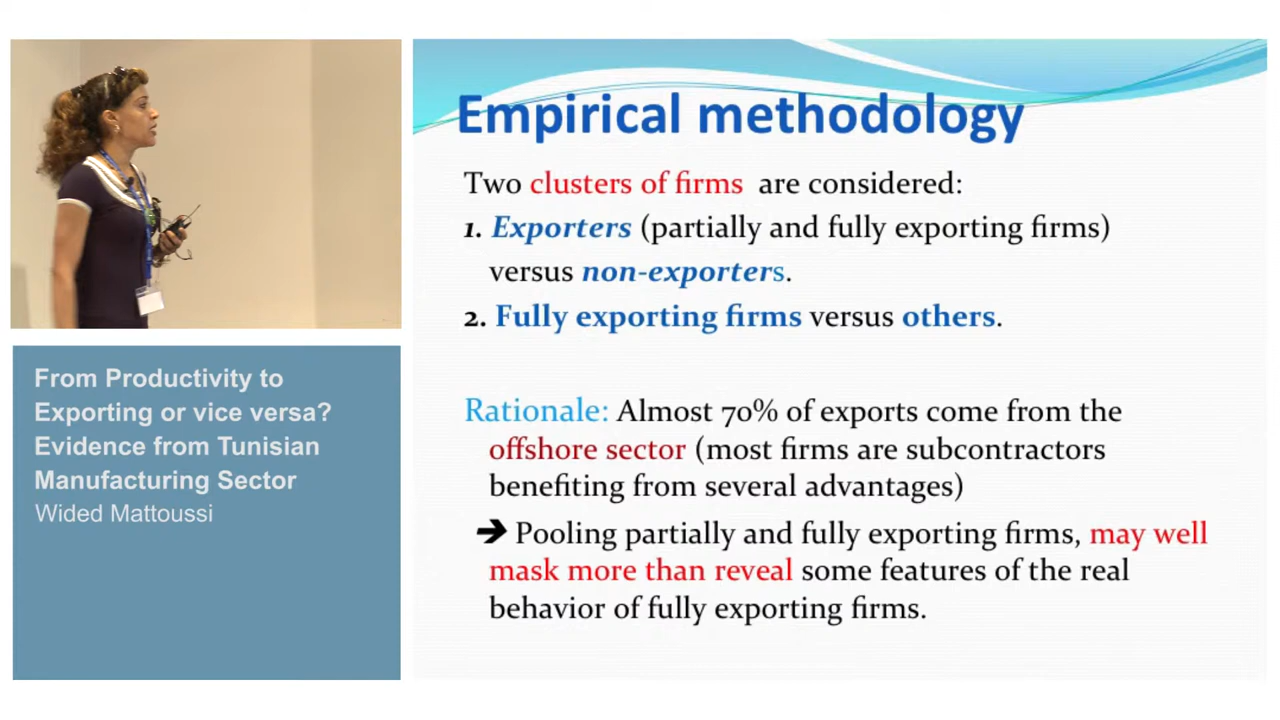 From Productivity to
Exporting or vice versa?
Evidence from Tunisian
Manufacturing Sector
Wided Mattoussi
Empirical methodology
Two clusters of firms are considered:
1. Exporters (partially and fully exporting firms)
versus non-exporters.
2. Fully exporting firms versus others.
Rationale: Almost 70% of exports come from the
offshore sector (most firms are subcontractors
benefiting from several advantages)
➔ Pooling partially and fully exporting firms, may well
mask more than reveal some features of the real
behavior of fully exporting firms.